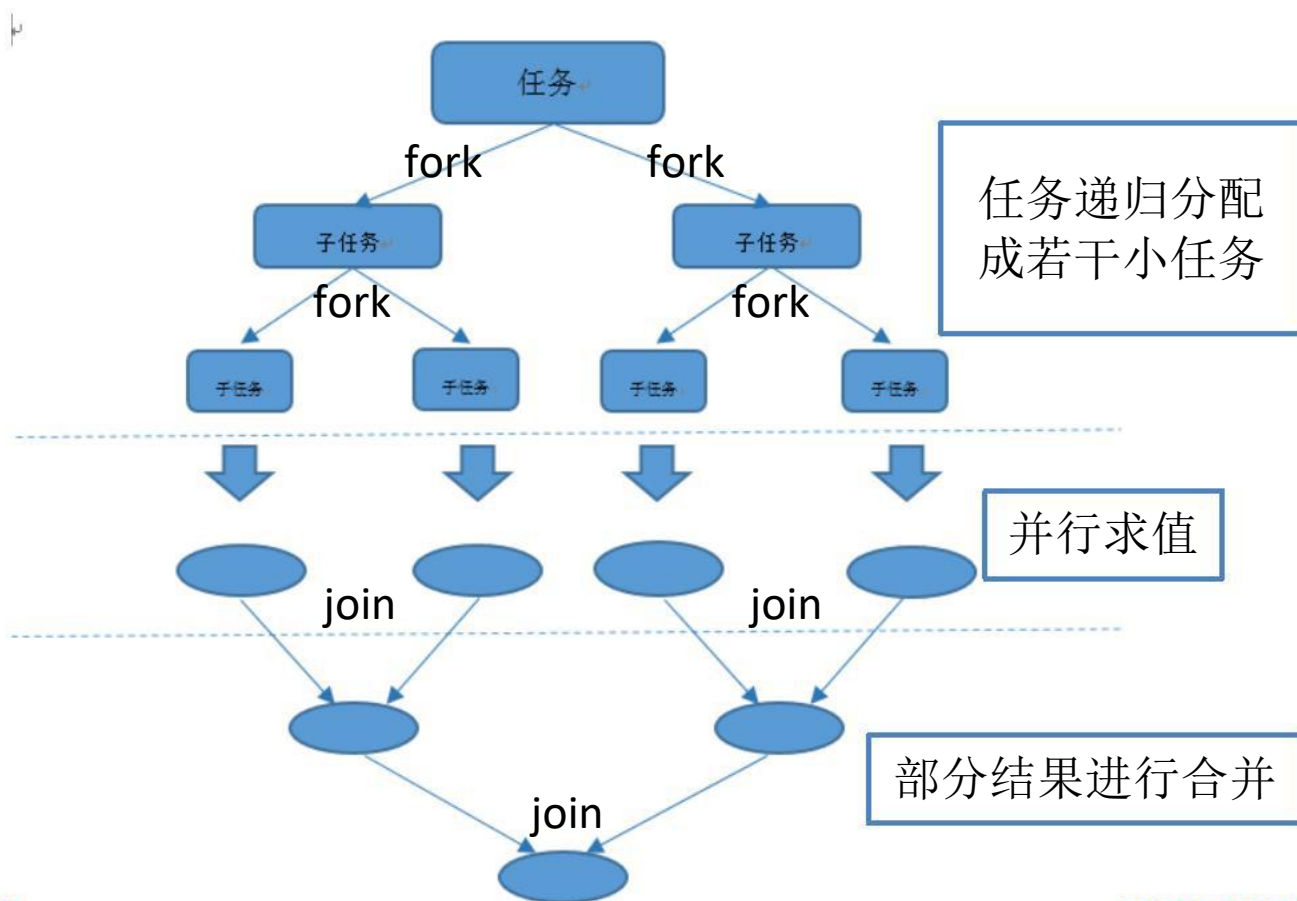 任务
fork fork
任务递归分配
成若干小任务
子任务 子任务
fork fork
子任务 子任务 子任务 子任务
并行求值
join join
部分结果进行合并
join